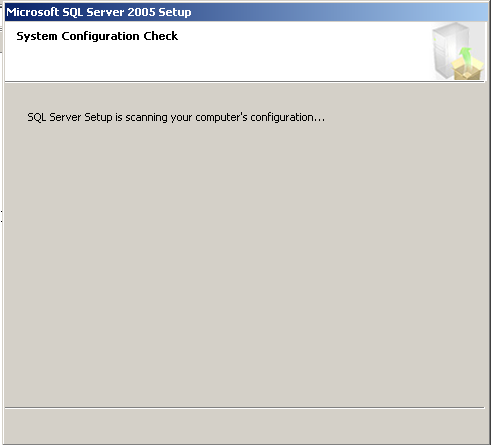 Microsoft SQL Server 2005 Setup
System Configuration Check
SQL Server Setup is scanning your computer's configuration...